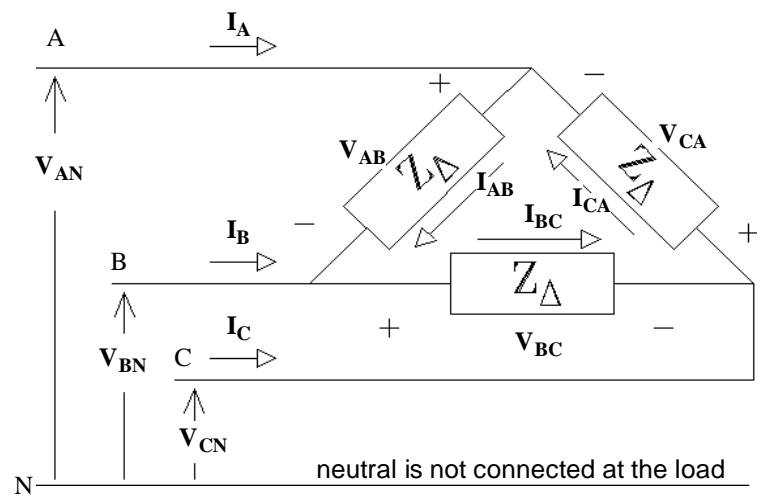 A
I_A
+
−
V_AN
V_AB
Z_Δ
I_AB
Z_Δ
V_CA
I_CA
−
I_B
I_BC
+
B
Z_Δ
I_C
+
−
V_BC
V_BN
C
V_CN
N
neutral is not connected at the load